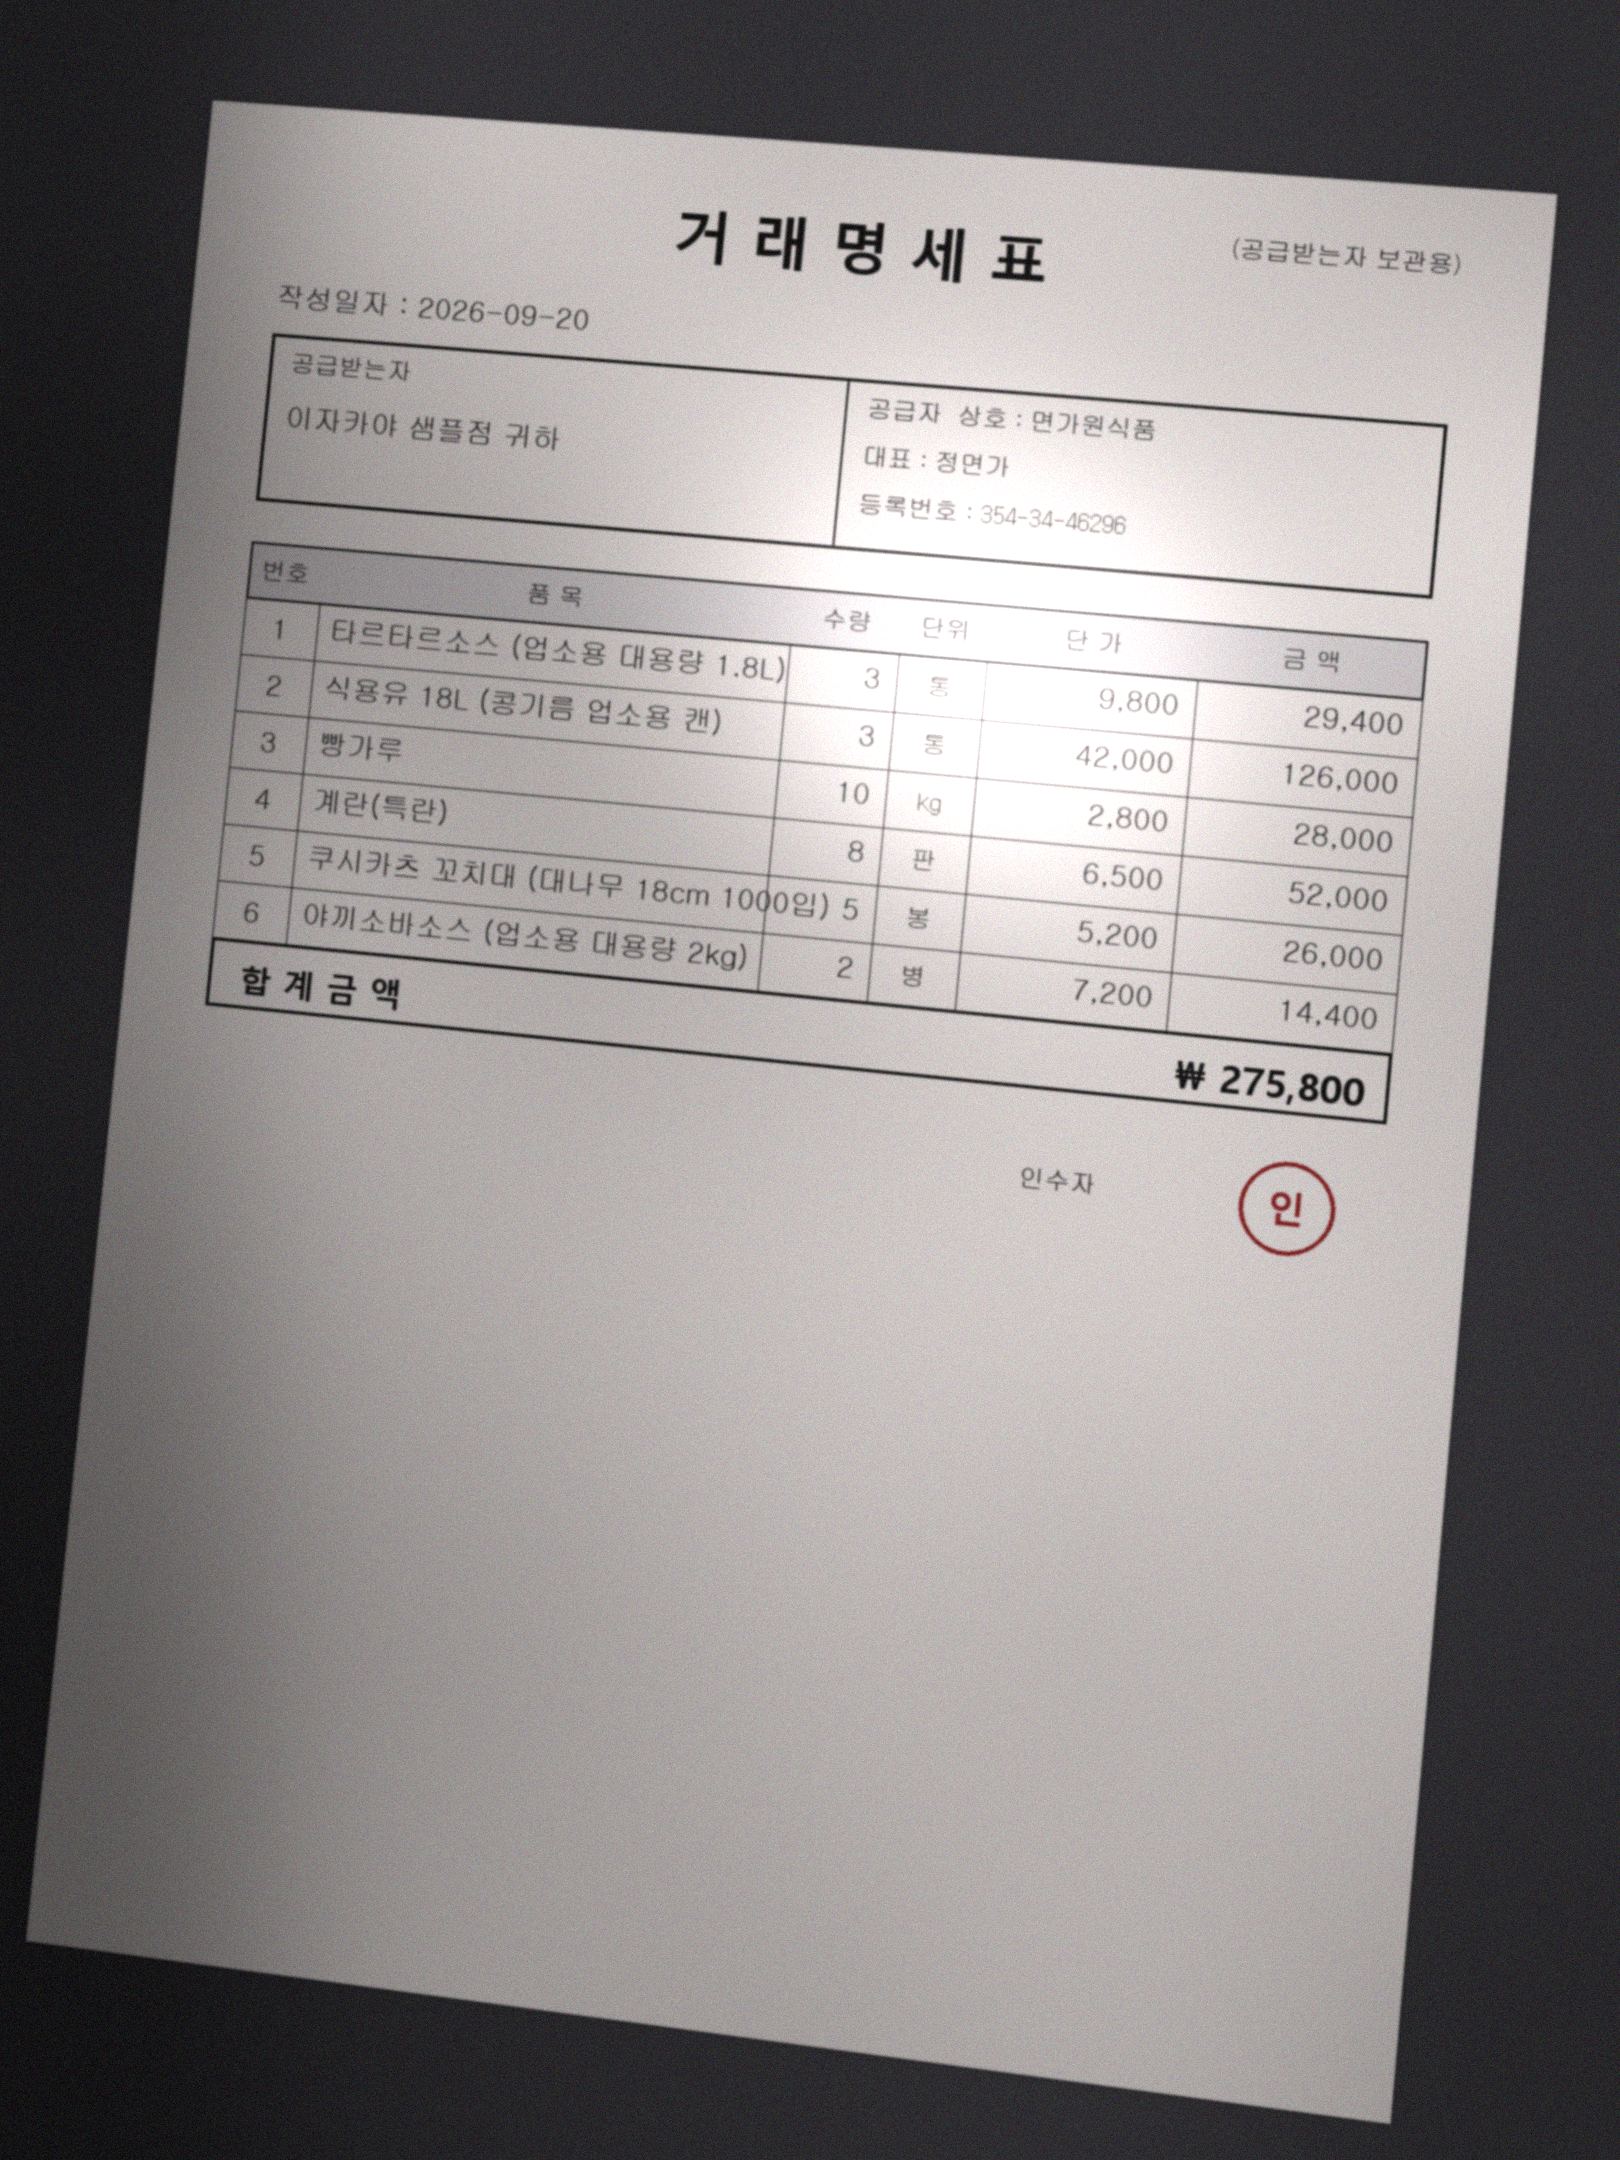 거래명세표
(공급받는자 보관용)
작성일자 : 2026-09-20
공급받는자
이자카야 샘플점 귀하
공급자 상호 : 면가원식품
대표 : 정면가
등록번호 : 354-34-46296
번호 품 목 수량 단위 단 가 금 액
1 타르타르소스 (업소용 대용량 1.8L) 3 통 9,800 29,400
2 식용유 18L (콩기름 업소용 캔) 3 통 42,000 126,000
3 빵가루 10 kg 2,800 28,000
4 계란(특란) 8 판 6,500 52,000
5 쿠시카츠 꼬치대 (대나무 18cm 1000입) 5 봉 5,200 26,000
6 야끼소바소스 (업소용 대용량 2kg) 2 병 7,200 14,400
합 계 금 액 ₩ 275,800
인수자 인